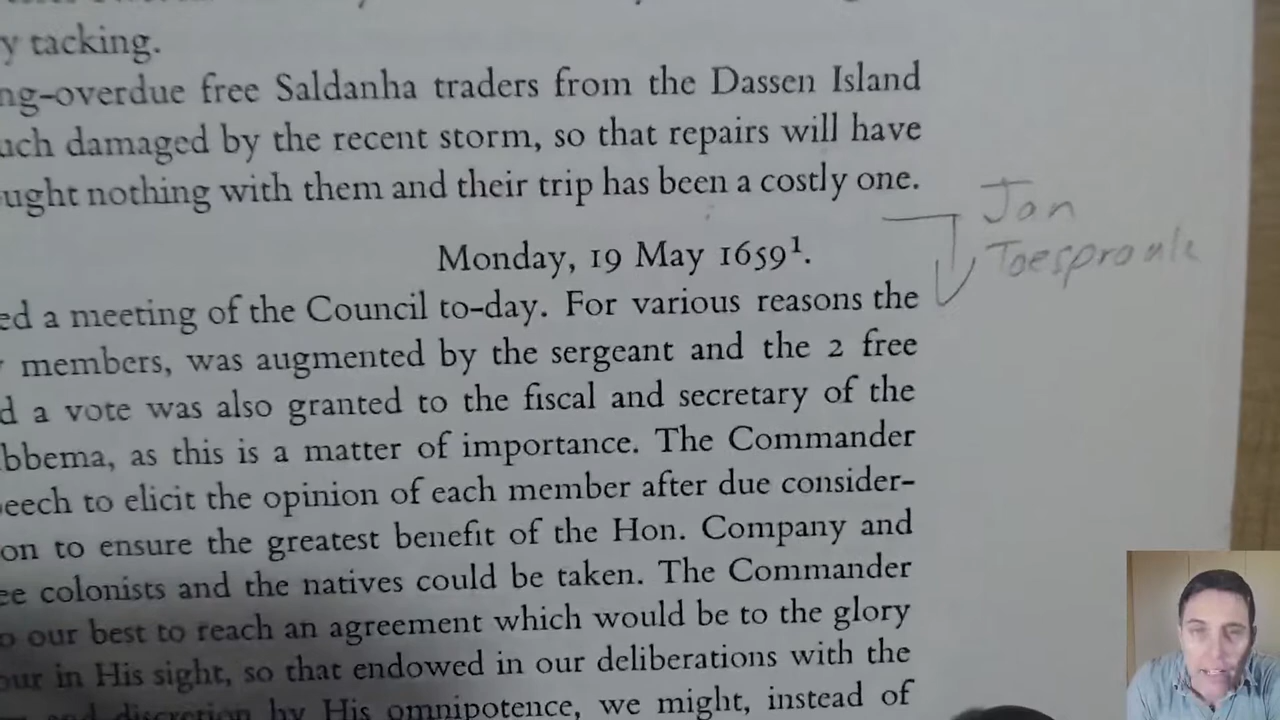 y tacking.
ng-overdue free Saldanha traders from the Dassen Island
uch damaged by the recent storm, so that repairs will have
ught nothing with them and their trip has been a costly one.
Jan
Toespraak
Monday, 19 May 1659¹.
ed a meeting of the Council to-day. For various reasons the
members, was augmented by the sergeant and the 2 free
d a vote was also granted to the fiscal and secretary of the
bbema, as this is a matter of importance. The Commander
peech to elicit the opinion of each member after due consider-
on to ensure the greatest benefit of the Hon. Company and
ee colonists and the natives could be taken. The Commander
o our best to reach an agreement which would be to the glory
our in His sight, so that endowed in our deliberations with the
and discretion by His omnipotence, we might, instead of